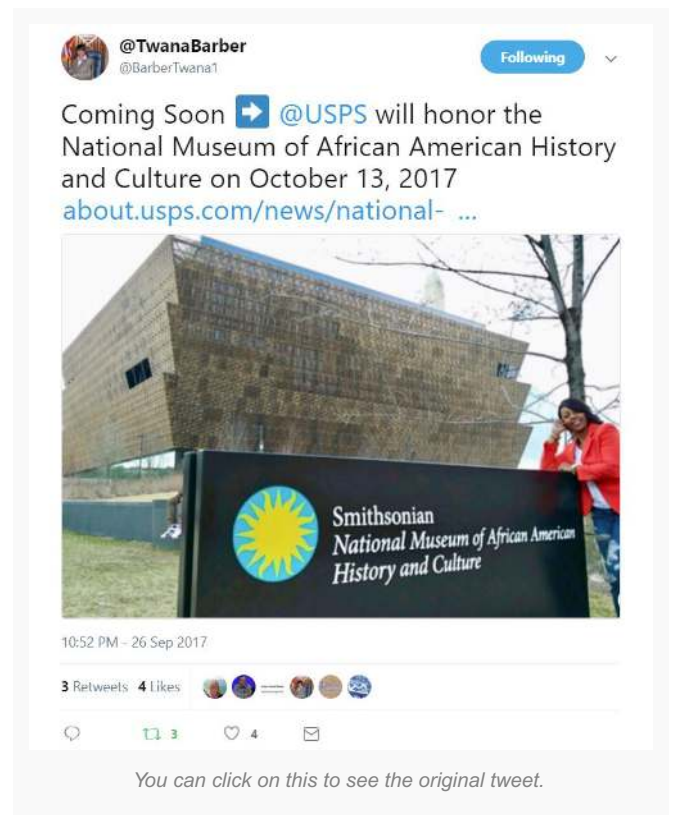 @TwanaBarber
@BarberTwana1
Following
Coming Soon ➡ @USPS will honor the
National Museum of African American History
and Culture on October 13, 2017
about.usps.com/news/national- ...
Smithsonian
National Museum of African American
History and Culture
10:52 PM - 26 Sep 2017
3 Retweets 4 Likes
3 4
You can click on this to see the original tweet.